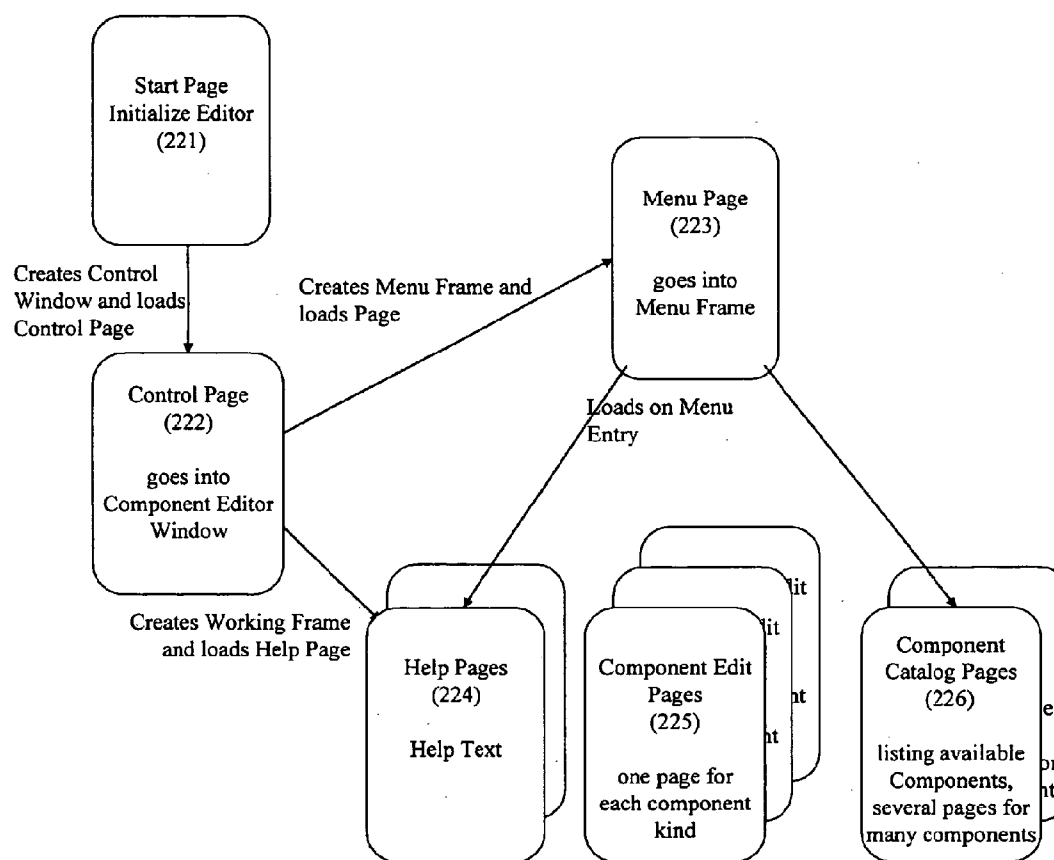 Start Page
Initialize Editor
(221)
Menu Page
(223)
goes into
Menu Frame
Creates Control
Window and loads
Control Page
Creates Menu Frame and
loads Page
Control Page
(222)
goes into
Component Editor
Window
Loads on Menu
Entry
Creates Working Frame
and loads Help Page
Help Pages
(224)
Help Text
Component Edit
Pages
(225)
one page for
each component
kind
Component
Catalog Pages
(226)
listing available
Components,
several pages for
many components